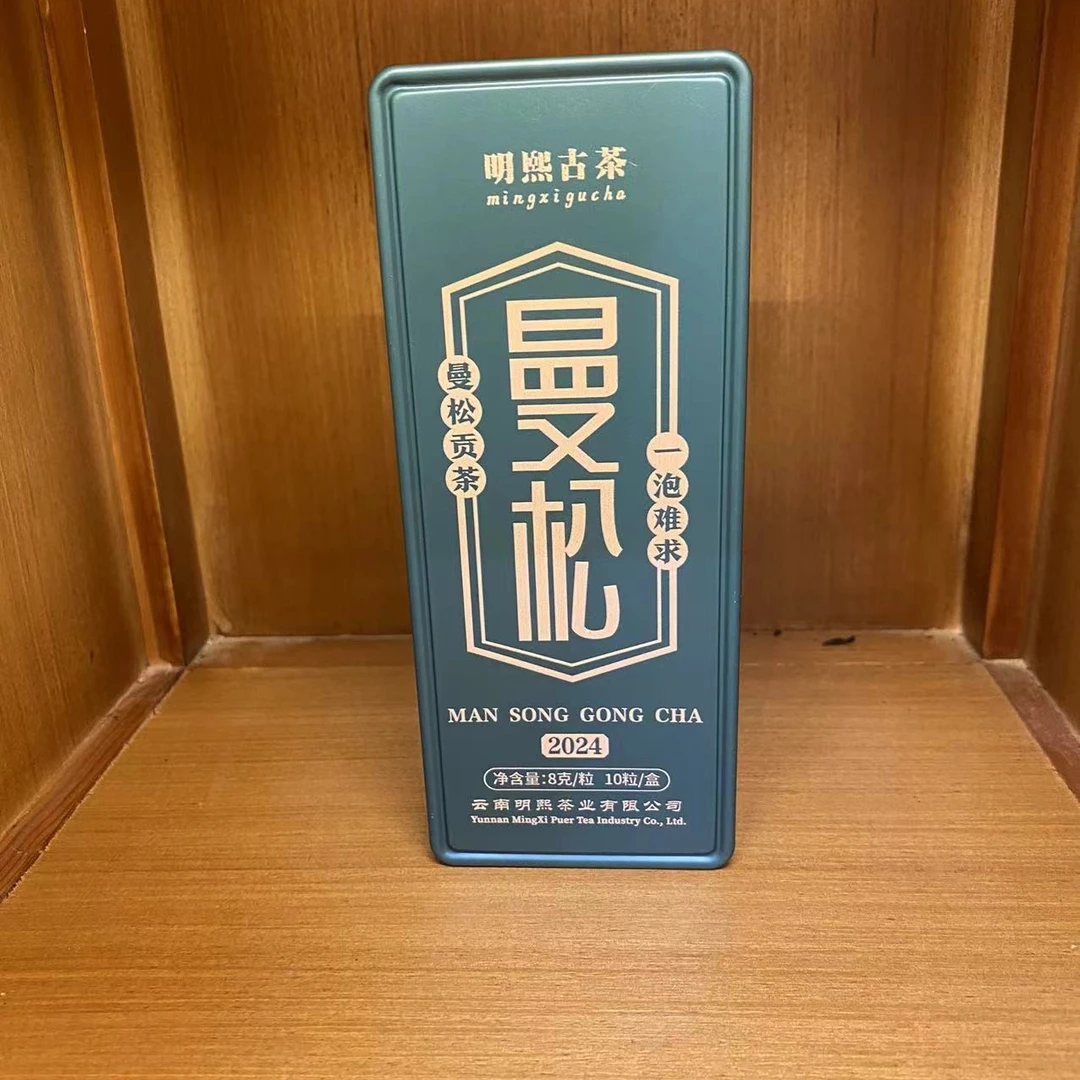 明熙古茶
mingxigucha
曼松
曼松贡茶
一泡难求
MAN SONG GONG CHA
2024
净含量:8克/粒 10粒/盒
云南明熙茶业有限公司
Yunnan MingXi Puer Tea Industry Co., Ltd.